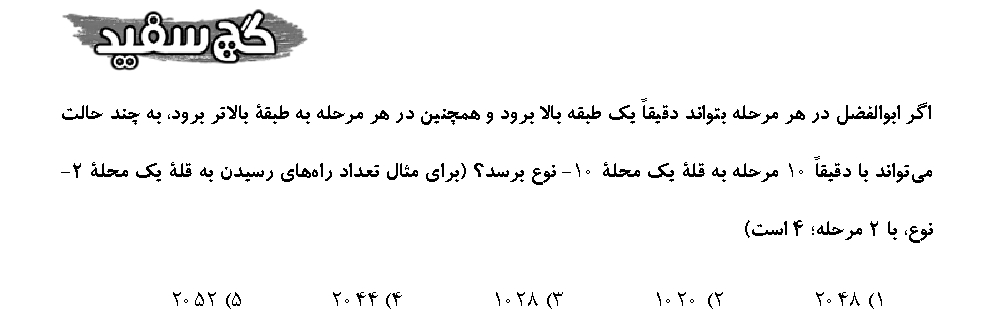 گچ سفید
اگر ابوالفضل در هر مرحله بتواند دقیقاً یک طبقه بالا برود و همچنین در هر مرحله به طبقهٔ بالاتر برود، به چند حالت
می‌تواند با دقیقاً ۱۰ مرحله به قلهٔ یک محلهٔ ۱۰- نوع برسد؟ (برای مثال تعداد راه‌های رسیدن به قلهٔ یک محلهٔ ۲-
نوع، با ۲ مرحله؛ ۴ است)
۱) ۲۰۴۸ ۲) ۱۰۲۰ ۳) ۱۰۲۸ ۴) ۲۰۴۴ ۵) ۲۰۵۲